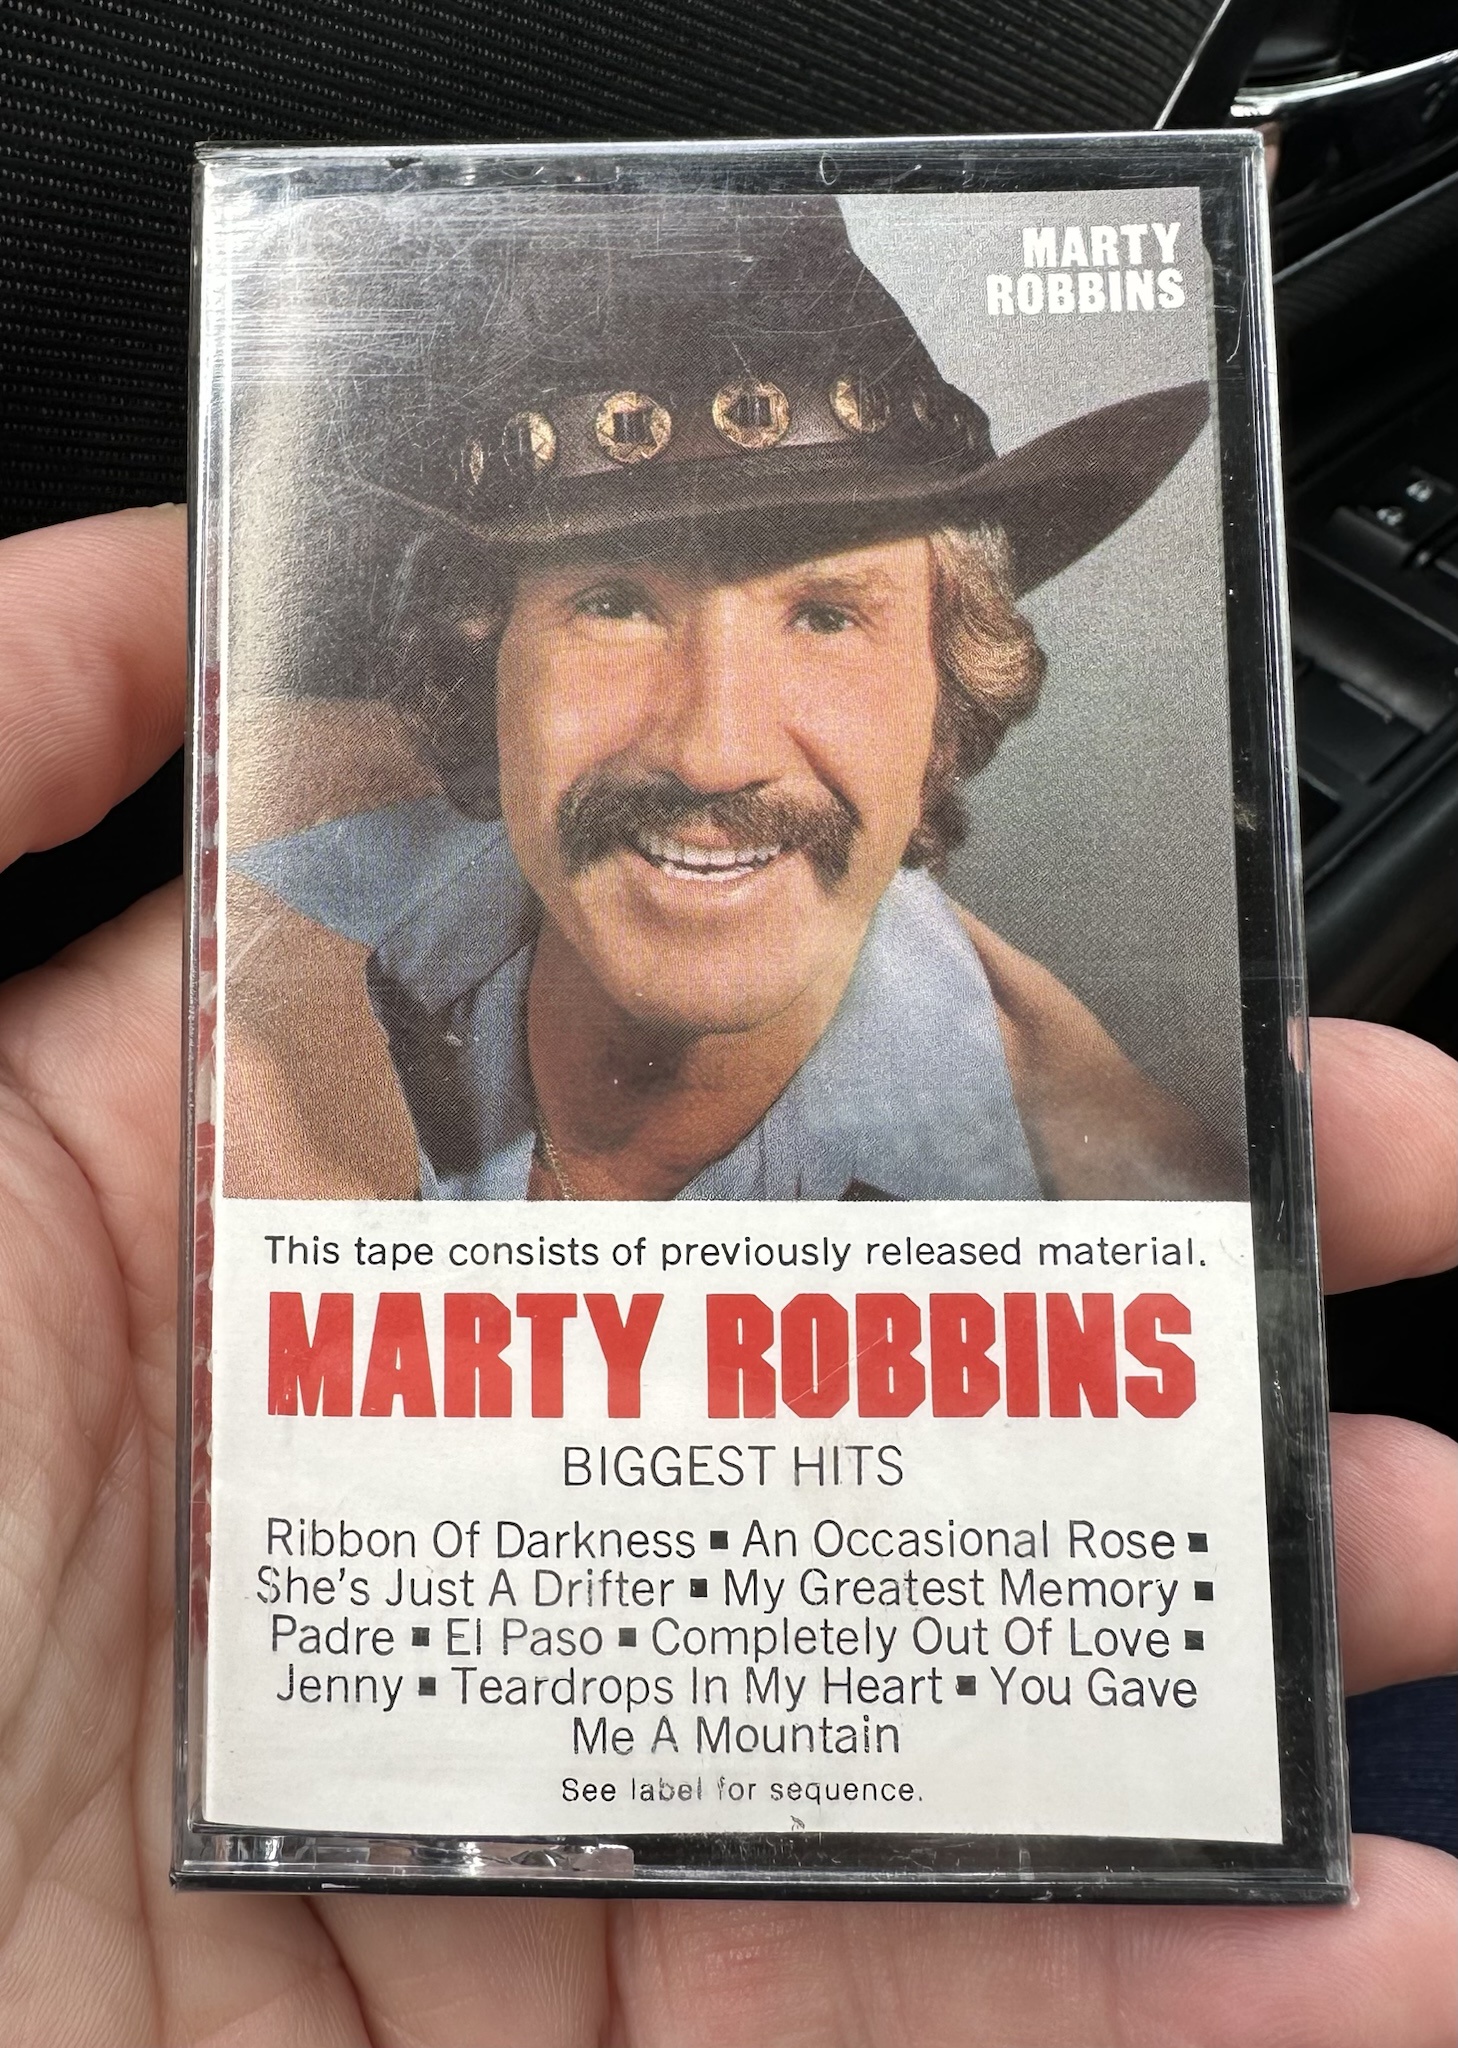 MARTY
ROBBINS
This tape consists of previously released material.
MARTY ROBBINS
BIGGEST HITS
Ribbon Of Darkness ■ An Occasional Rose ■
She's Just A Drifter ■ My Greatest Memory ■
Padre ■ El Paso ■ Completely Out Of Love ■
Jenny ■ Teardrops In My Heart ■ You Gave
Me A Mountain
See label for sequence.